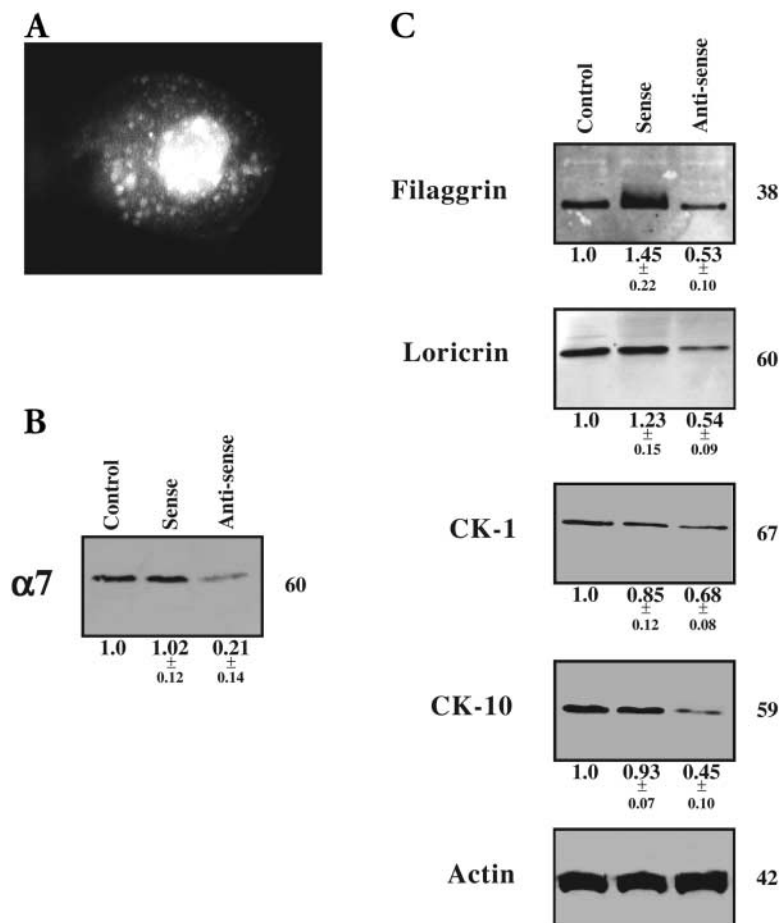 A
B
Control
Sense
Anti-sense
α7
60
1.0 1.02 0.21
± ±
0.12 0.14
C
Control
Sense
Anti-sense
Filaggrin
38
1.0 1.45 0.53
± ±
0.22 0.10
Loricrin
60
1.0 1.23 0.54
± ±
0.15 0.09
CK-1
67
1.0 0.85 0.68
± ±
0.12 0.08
CK-10
59
1.0 0.93 0.45
± ±
0.07 0.10
Actin
42